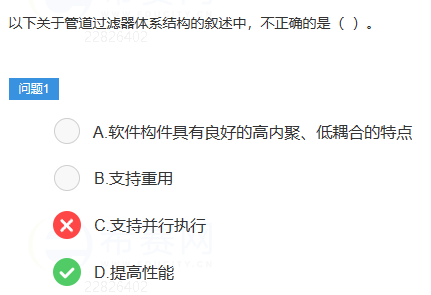 以下关于管道过滤器体系结构的叙述中，不正确的是（ ）。
22826402
问题1
A.软件构件具有良好的高内聚、低耦合的特点
B.支持重用
C.支持并行执行
D.提高性能
22826402